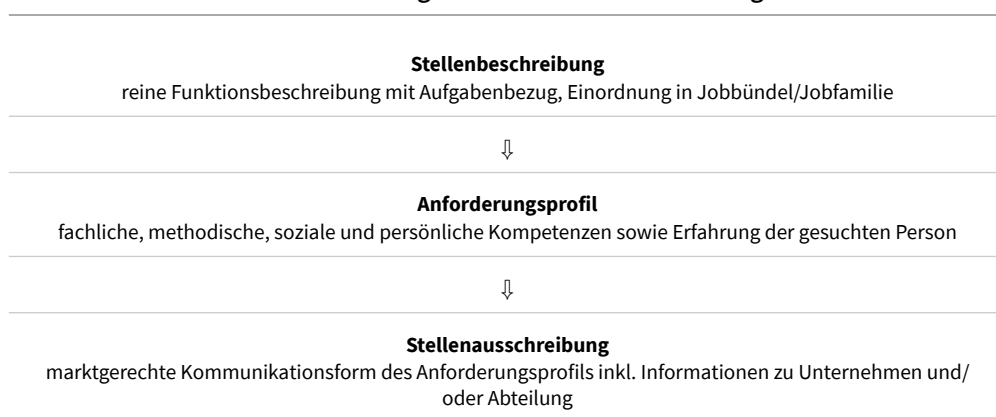 Stellenbeschreibung
reine Funktionsbeschreibung mit Aufgabenbezug, Einordnung in Jobbündel/Jobfamilie
⇩
Anforderungsprofil
fachliche, methodische, soziale und persönliche Kompetenzen sowie Erfahrung der gesuchten Person
⇩
Stellenausschreibung
marktgerechte Kommunikationsform des Anforderungsprofils inkl. Informationen zu Unternehmen und/
oder Abteilung